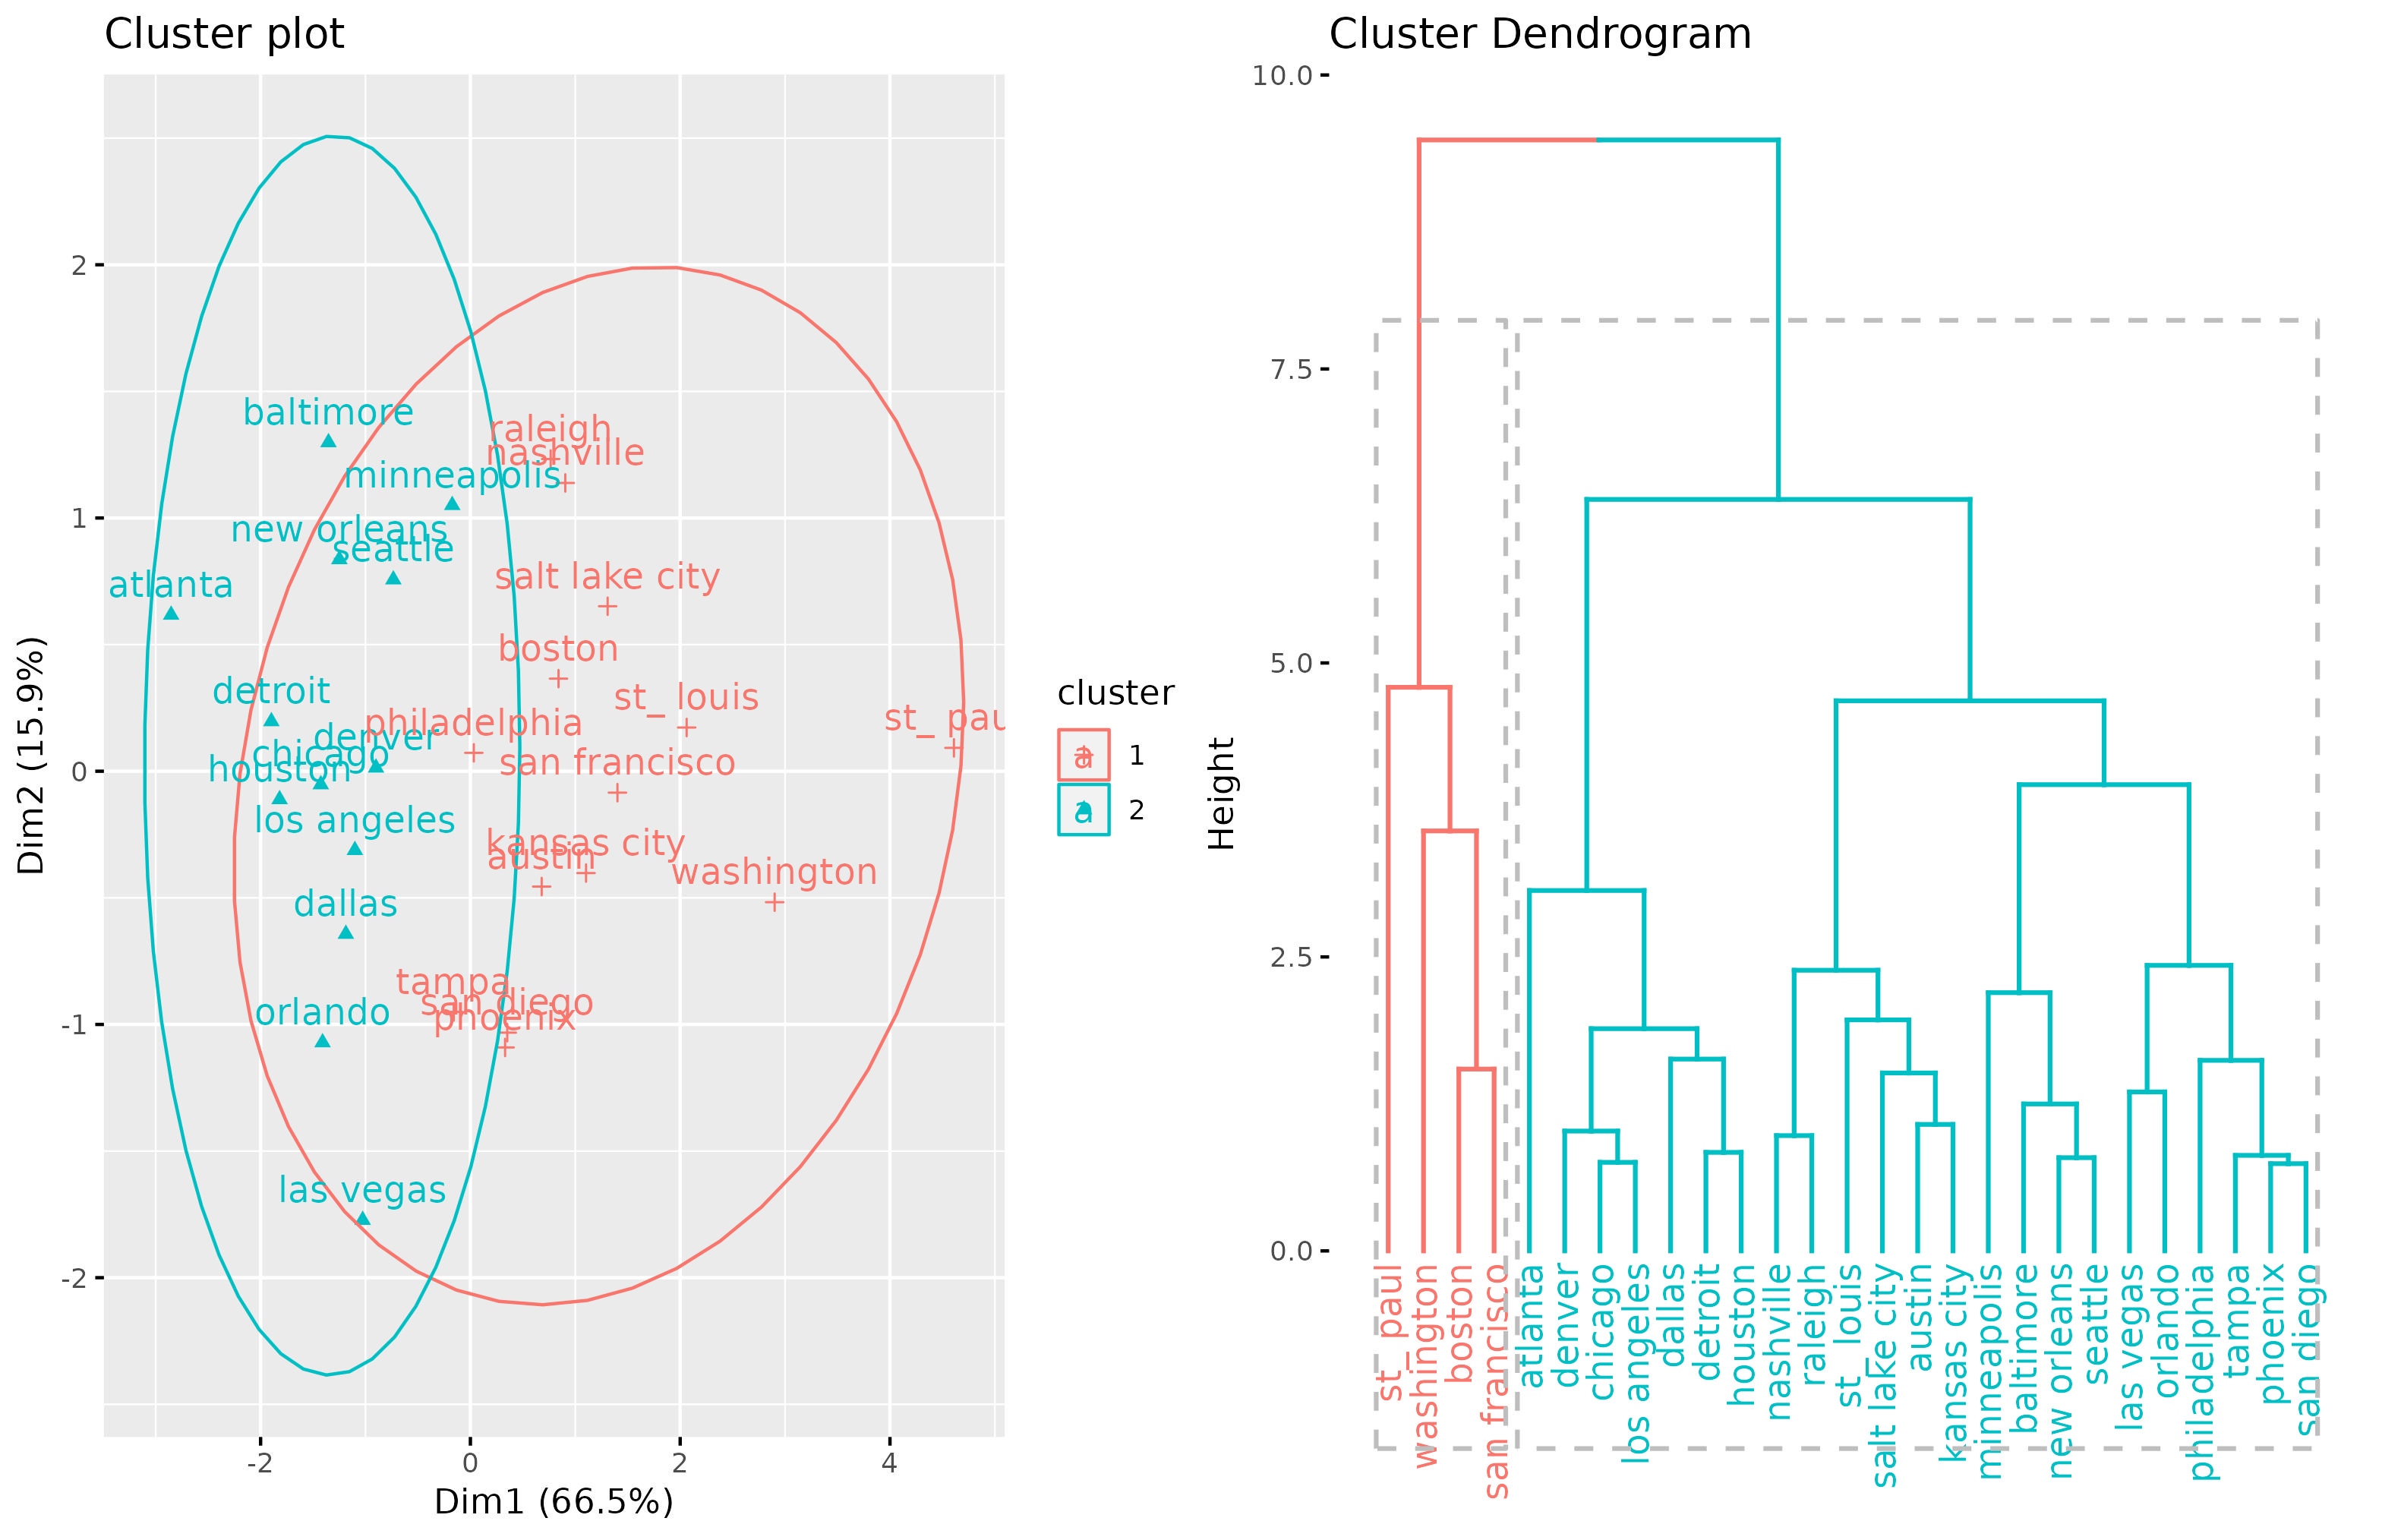 Cluster plot
baltimore
raleigh
nashville
minneapolis
new orleans
seattle
atlanta
salt lake city
boston
detroit
st_ louis
philadelphia
st_ pau
denver
chicago
houston
san francisco
los angeles
kansas city
austin
washington
dallas
tampa
san diego
phoenix
orlando
las vegas
2
1
0
-1
-2
-2
0
2
4
Dim2 (15.9%)
Dim1 (66.5%)
cluster
a 1
a 2
Cluster Dendrogram
10.0
7.5
5.0
2.5
0.0
Height
st_ paul
washington
boston
san francisco
atlanta
denver
chicago
los angeles
dallas
detroit
houston
nashville
raleigh
st_ louis
salt lake city
austin
kansas city
minneapolis
baltimore
new orleans
seattle
las vegas
orlando
philadelphia
tampa
phoenix
san diego